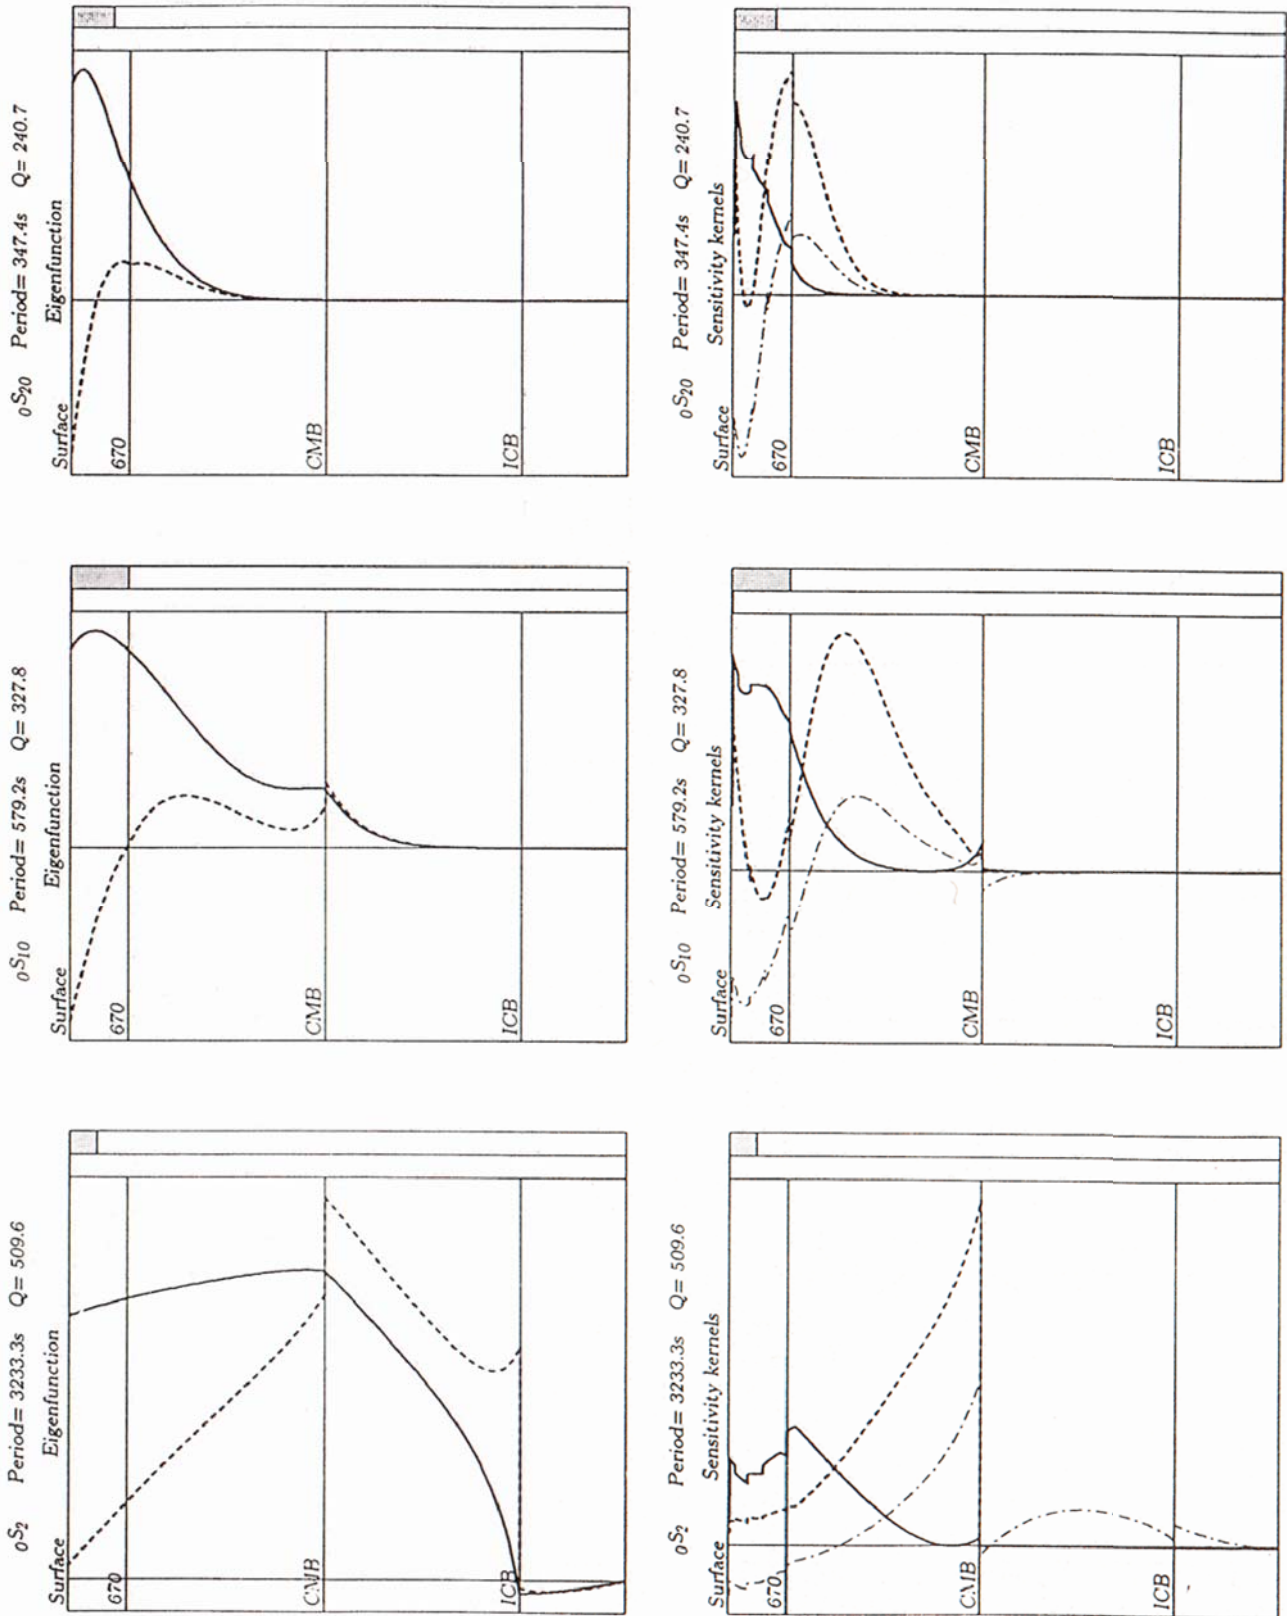 ₀S₂ Period= 3233.3s Q= 509.6
Eigenfunction
Surface
670
CMB
ICB
₀S₁₀ Period= 579.2s Q= 327.8
Eigenfunction
Surface
670
CMB
ICB
₀S₂₀ Period= 347.4s Q= 240.7
Eigenfunction
Surface
670
CMB
ICB
₀S₂ Period= 3233.3s Q= 509.6
Sensitivity kernels
Surface
670
CMB
ICB
₀S₁₀ Period= 579.2s Q= 327.8
Sensitivity kernels
Surface
670
CMB
ICB
₀S₂₀ Period= 347.4s Q= 240.7
Sensitivity kernels
Surface
670
CMB
ICB